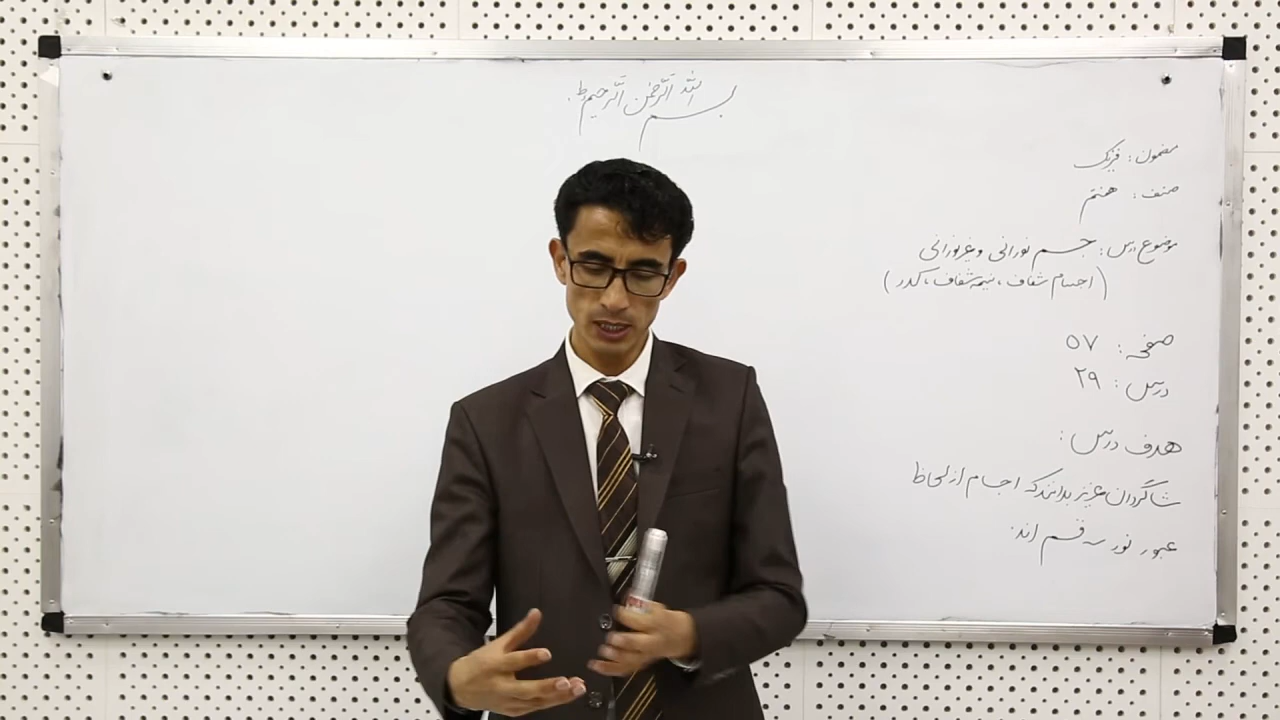 بسم الله الرحمن الرحیم
مضمون: فزیک
صنف: هفتم
موضوع درس: جسم نورانی و غیرنورانی
(اجسام شفاف، نیمه شفاف، کدر)
صفحه: ۵۷
درس: ۲۹
هدف درس:
شاگردان عزیز بدانند که اجسام از لحاظ
عبور نور سه قسم اند.